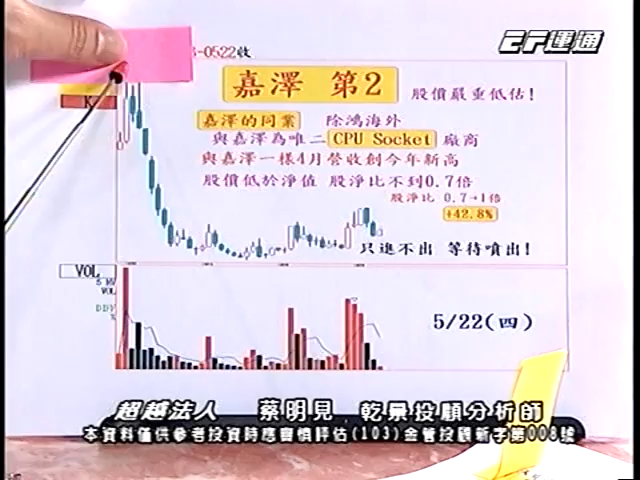 -0522收
EF運通
嘉澤 第2
股價嚴重低估!
嘉澤的同業 除鴻海外
與嘉澤為唯二 CPU Socket 廠商
與嘉澤一樣4月營收創今年新高
股價低於淨值 股淨比不到0.7倍
股淨比 0.7→1倍
+42.8%
K
只進不出 等待噴出!
VOL
5 MV
VOL
5/22(四)
超越法人 蔡明見 乾景投顧分析師
本資料僅供參考投資時應審慎評估(103)金管投顧新字第008號